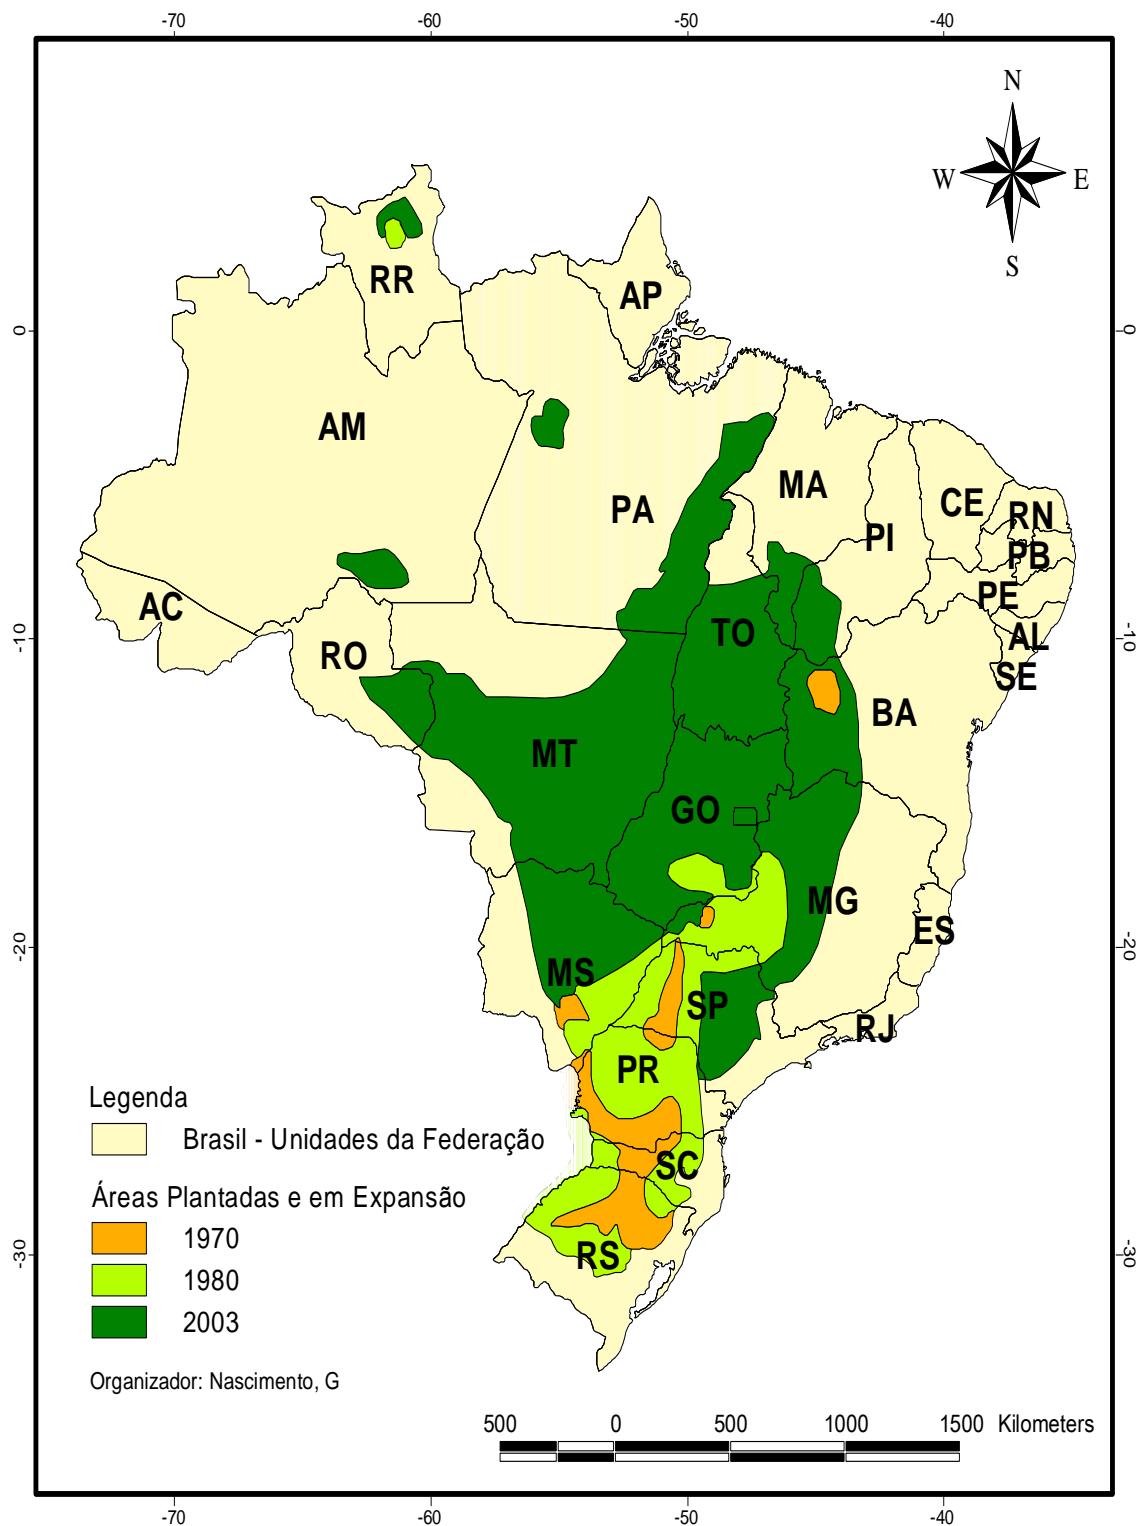 -70 -60 -50 -40
N
W E
S
RR
AP
0 0
AM
MA
CE
PA
RN
PI
PB
PE
AC
TO
AL
-10 -10
RO
SE
BA
MT
GO
MG
ES
-20 -20
MS
SP
RJ
PR
SC
RS
Legenda
Brasil - Unidades da Federação
Áreas Plantadas e em Expansão
1970
1980
2003
-30 -30
Organizador: Nascimento, G
500 0 500 1000 1500 Kilometers
-70 -60 -50 -40